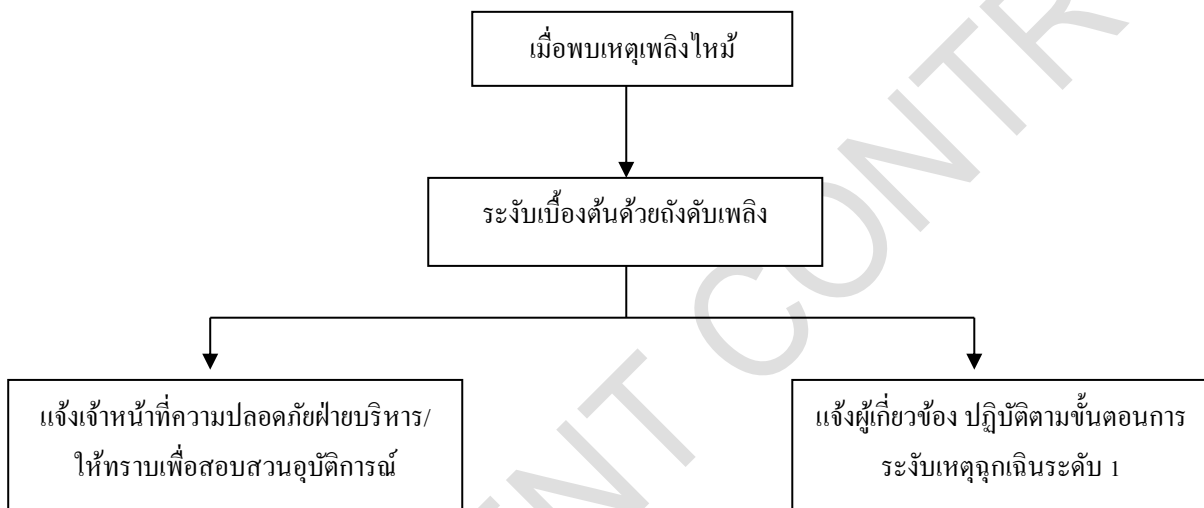 เมื่อพบเหตุเพลิงไหม้
ระงับเบื้องต้นด้วยถังดับเพลิง
แจ้งเจ้าหน้าที่ความปลอดภัยฝ่ายบริหาร/
ให้ทราบเพื่อสอบสวนอุบัติการณ์
แจ้งผู้เกี่ยวข้อง ปฏิบัติตามขั้นตอนการ
ระงับเหตุฉุกเฉินระดับ 1
NT CONTR